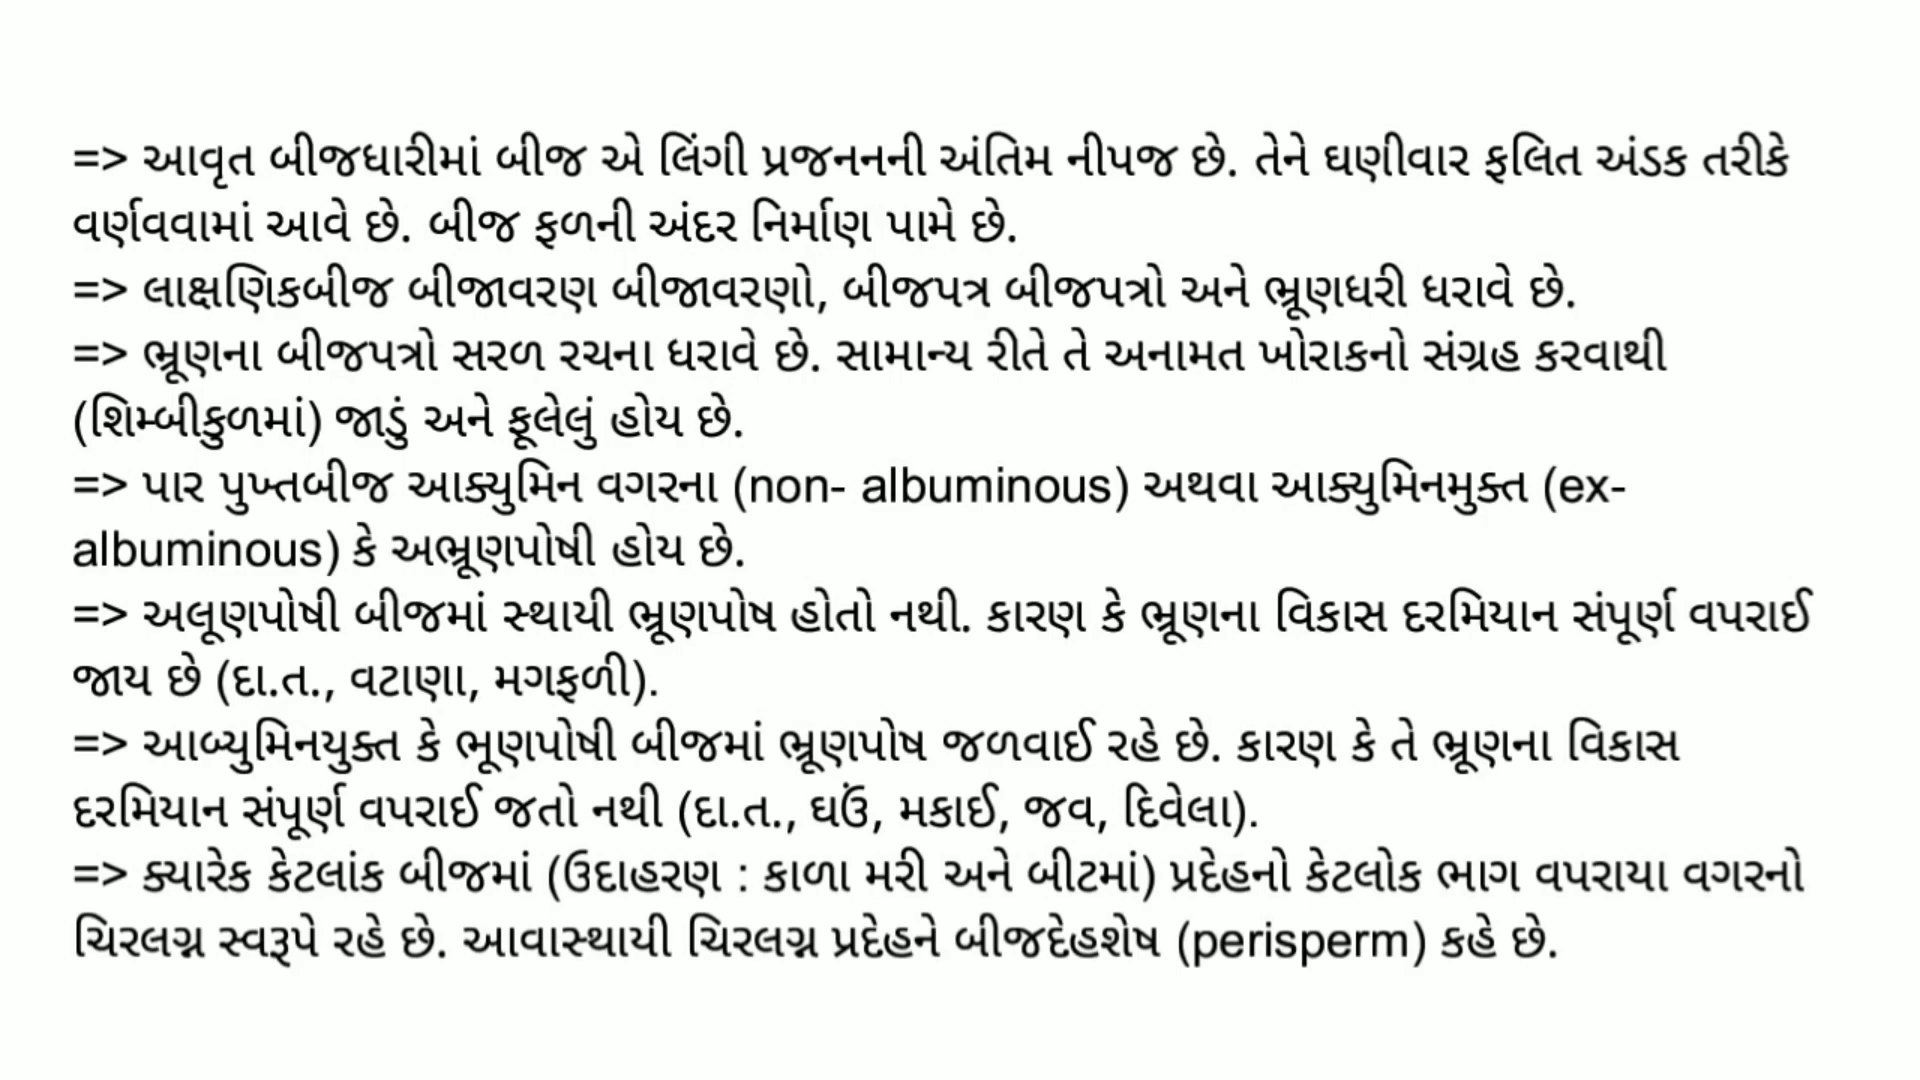 => આવૃત બીજધારીમાં બીજ એ લિંગી પ્રજનનની અંતિમ નીપજ છે. તેને ઘણીવાર ફલિત અંડક તરીકે
વર્ણવવામાં આવે છે. બીજ ફળની અંદર નિર્માણ પામે છે.
=> લાક્ષણિકબીજ બીજાવરણ બીજાવરણો, બીજપત્ર બીજપત્રો અને ભ્રૂણધરી ધરાવે છે.
=> ભ્રૂણના બીજપત્રો સરળ રચના ધરાવે છે. સામાન્ય રીતે તે અનામત ખોરાકનો સંગ્રહ કરવાથી
(શિમ્બીકુળમાં) જાડું અને ફૂલેલું હોય છે.
=> પાર પુખ્તબીજ આક્યુમિન વગરના (non- albuminous) અથવા આક્યુમિનમુક્ત (ex-
albuminous) કે અભ્રૂણપોષી હોય છે.
=> અલૂણપોષી બીજમાં સ્થાયી ભ્રૂણપોષ હોતો નથી. કારણ કે ભ્રૂણના વિકાસ દરમિયાન સંપૂર્ણ વપરાઈ
જાય છે (દા.ત., વટાણા, મગફળી).
=> આબ્યુમિનયુક્ત કે ભૂણપોષી બીજમાં ભ્રૂણપોષ જળવાઈ રહે છે. કારણ કે તે ભ્રૂણના વિકાસ
દરમિયાન સંપૂર્ણ વપરાઈ જતો નથી (દા.ત., ઘઉં, મકાઈ, જવ, દિવેલા).
=> ક્યારેક કેટલાંક બીજમાં (ઉદાહરણ : કાળા મરી અને બીટમાં) પ્રદેહનો કેટલોક ભાગ વપરાયા વગરનો
ચિરલગ્ન સ્વરૂપે રહે છે. આવાસ્થાયી ચિરલગ્ન પ્રદેહને બીજદેહશેષ (perisperm) કહે છે.